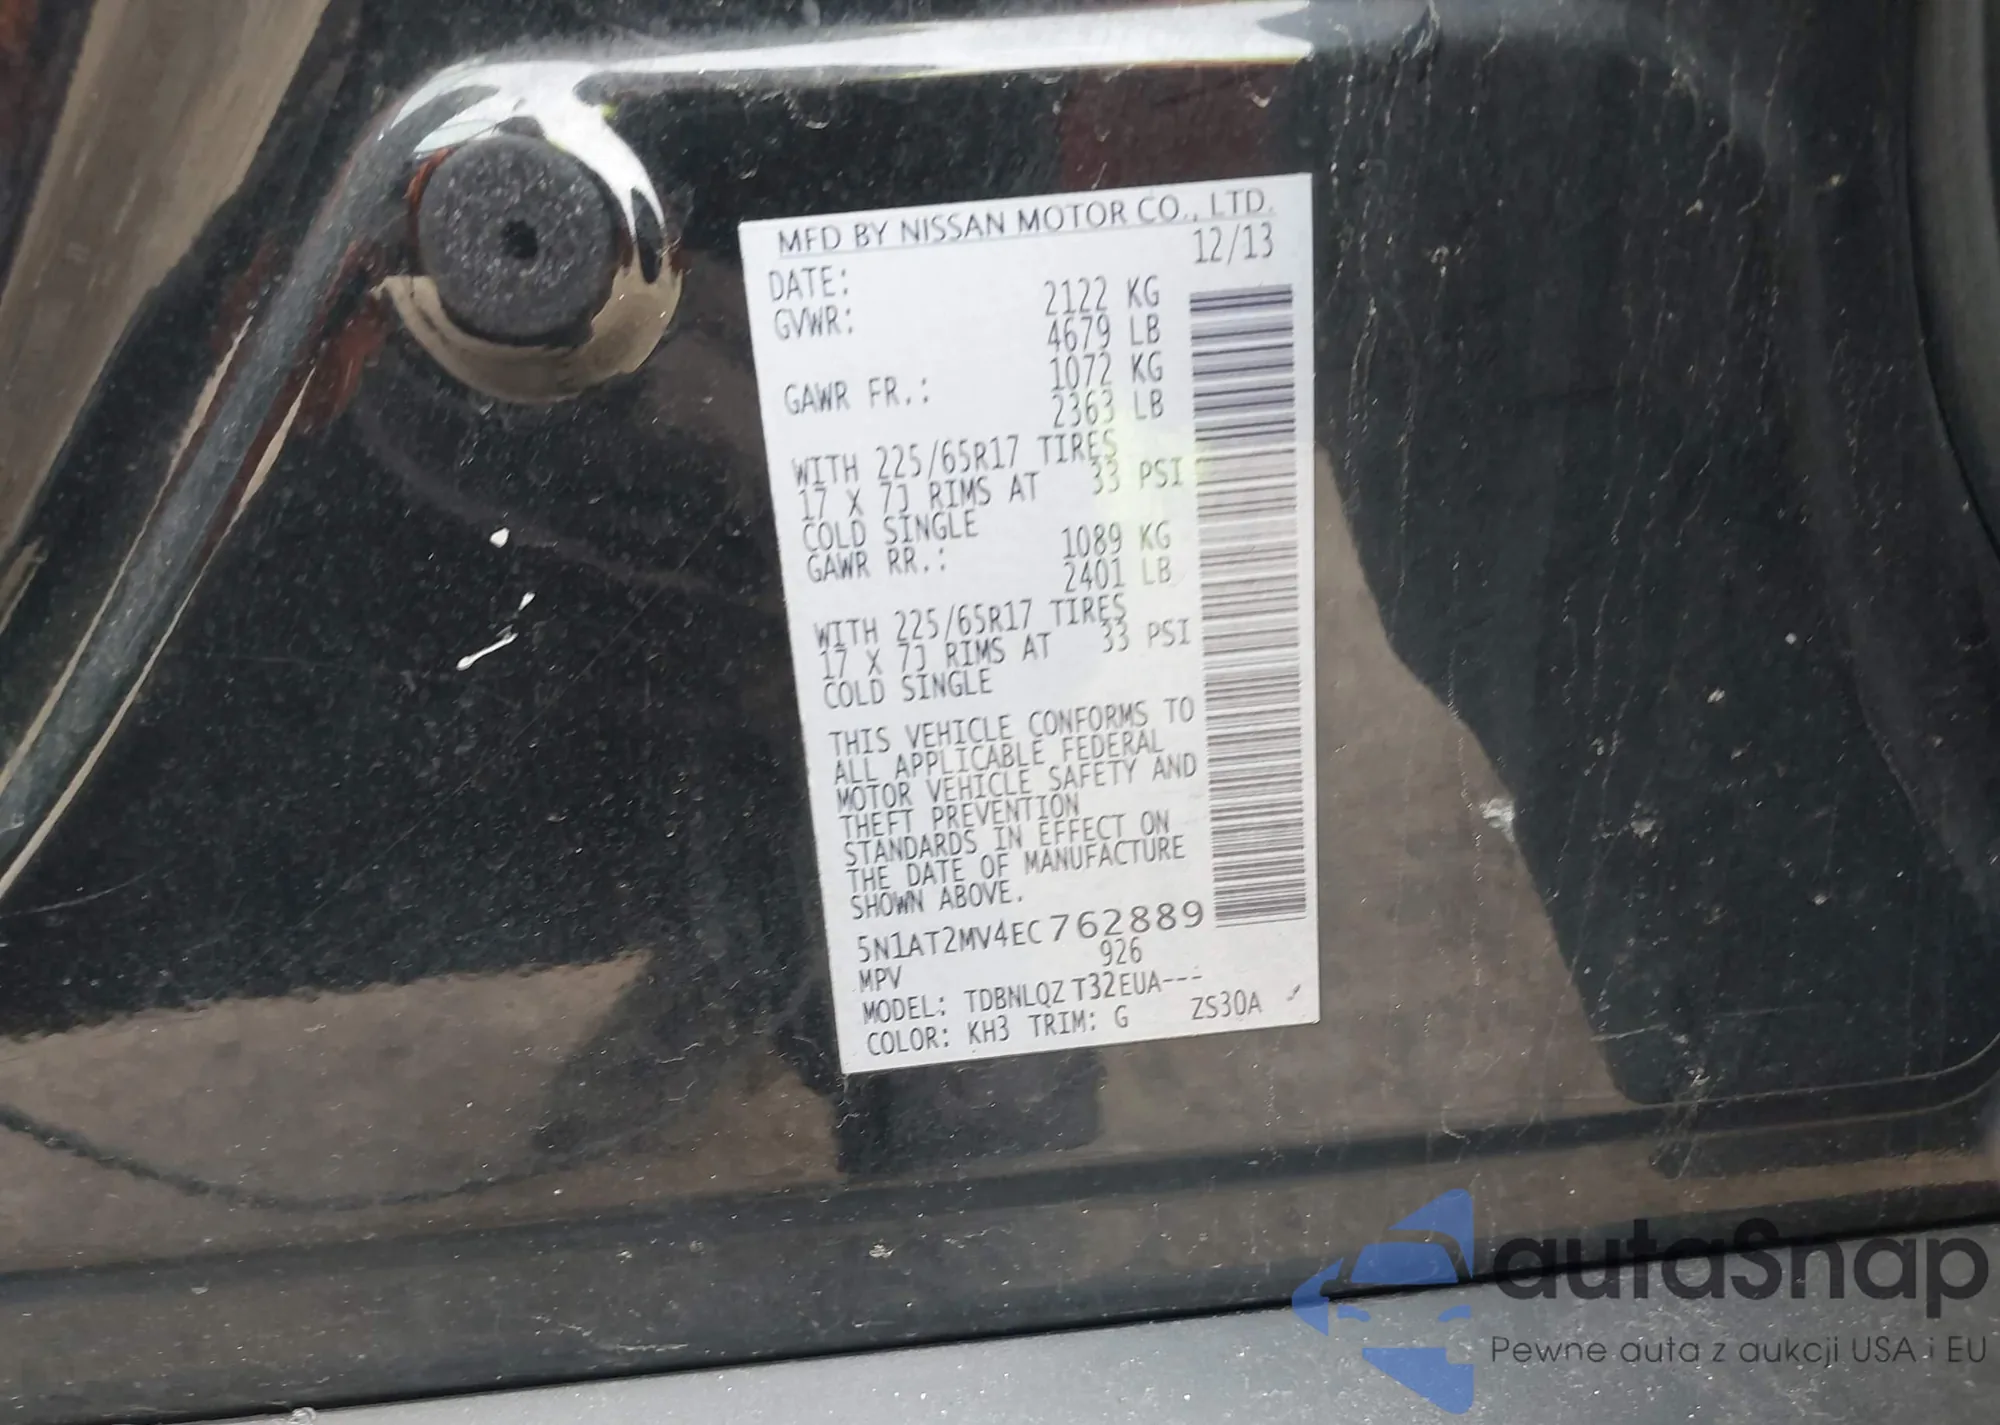 MFD BY NISSAN MOTOR CO., LTD.
DATE: 12/13
GVWR: 2122 KG
4679 LB
GAWR FR.: 1072 KG
2363 LB
WITH 225/65R17 TIRES
17 X 7J RIMS AT 33 PSI
COLD SINGLE
GAWR RR.: 1089 KG
2401 LB
WITH 225/65R17 TIRES
17 X 7J RIMS AT 33 PSI
COLD SINGLE
THIS VEHICLE CONFORMS TO
ALL APPLICABLE FEDERAL
MOTOR VEHICLE SAFETY AND
THEFT PREVENTION
STANDARDS IN EFFECT ON
THE DATE OF MANUFACTURE
SHOWN ABOVE.
5N1AT2MV4EC762889
MPV 926
MODEL: TDBNLQZ T32EUA---
COLOR: KH3 TRIM: G ZS30A
autaSnap
Pewne auta z aukcji USA i EU